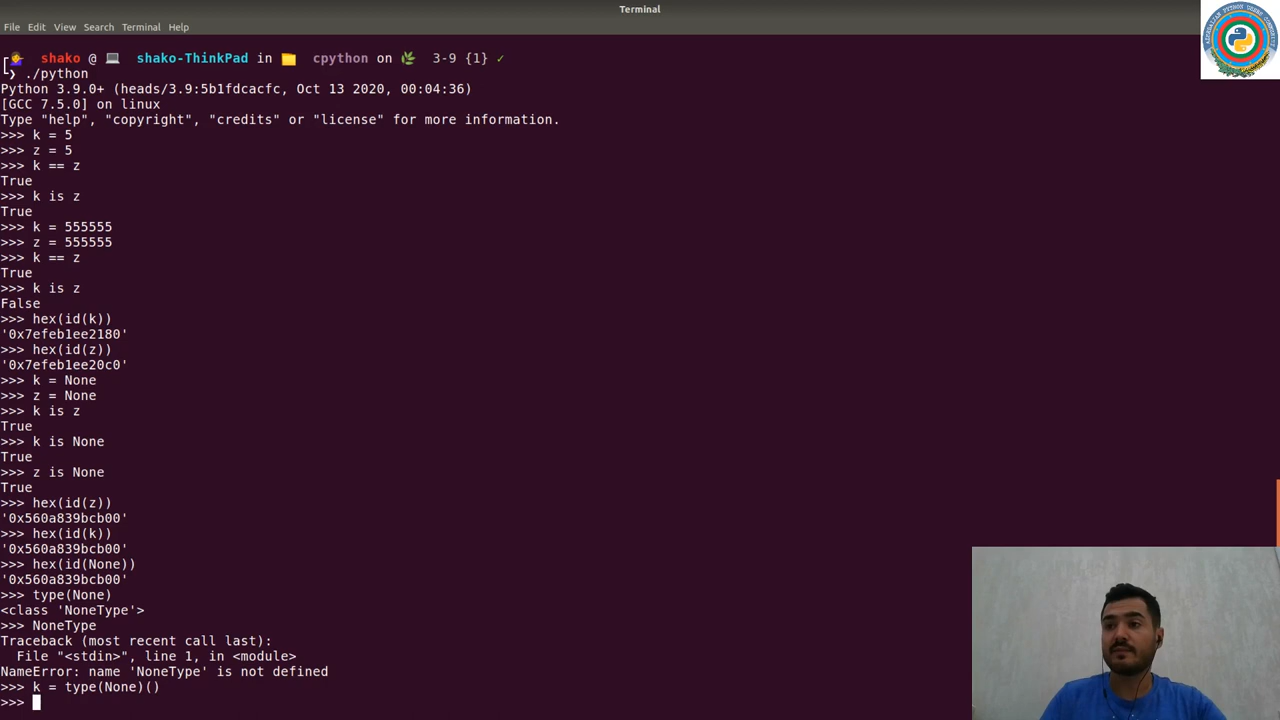 Terminal
File Edit View Search Terminal Help
shako @ shako-ThinkPad in cpython on 3-9 {1} ✓
❯ ./python
Python 3.9.0+ (heads/3.9:5b1fdcacfc, Oct 13 2020, 00:04:36)
[GCC 7.5.0] on linux
Type "help", "copyright", "credits" or "license" for more information.
>>> k = 5
>>> z = 5
>>> k == z
True
>>> k is z
True
>>> k = 555555
>>> z = 555555
>>> k == z
True
>>> k is z
False
>>> hex(id(k))
'0x7efeb1ee2180'
>>> hex(id(z))
'0x7efeb1ee20c0'
>>> k = None
>>> z = None
>>> k is z
True
>>> k is None
True
>>> z is None
True
>>> hex(id(z))
'0x560a839bcb00'
>>> hex(id(k))
'0x560a839bcb00'
>>> hex(id(None))
'0x560a839bcb00'
>>> type(None)
<class 'NoneType'>
>>> NoneType
Traceback (most recent call last):
  File "<stdin>", line 1, in <module>
NameError: name 'NoneType' is not defined
>>> k = type(None)()
>>>
AZERBAIJAN PYTHON USERS COMMUNITY